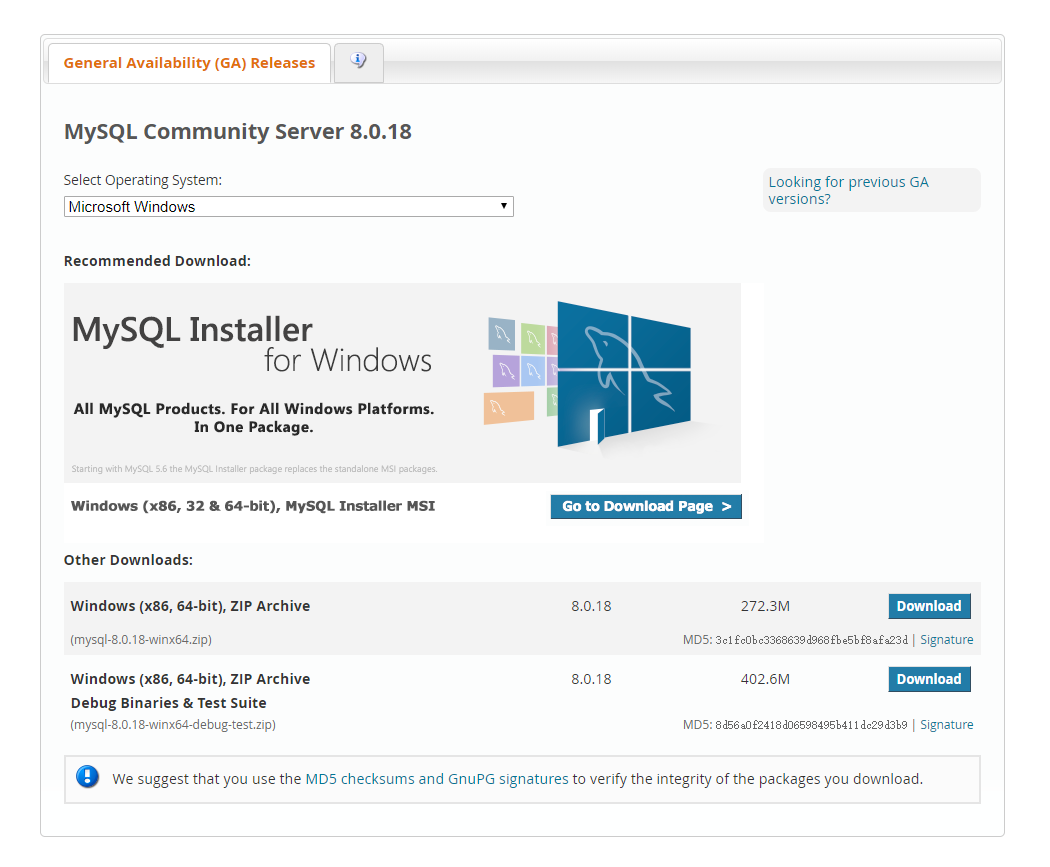 General Availability (GA) Releases
MySQL Community Server 8.0.18
Select Operating System:
Microsoft Windows
Looking for previous GA
versions?
Recommended Download:
MySQL Installer
for Windows
All MySQL Products. For All Windows Platforms.
In One Package.
Starting with MySQL 5.6 the MySQL Installer package replaces the standalone MSI packages.
Windows (x86, 32 & 64-bit), MySQL Installer MSI
Go to Download Page >
Other Downloads:
Windows (x86, 64-bit), ZIP Archive 8.0.18 272.3M Download
(mysql-8.0.18-winx64.zip) MD5: 3c1fc0bc3368639d968fbe5bf8afa23d | Signature
Windows (x86, 64-bit), ZIP Archive 8.0.18 402.6M Download
Debug Binaries & Test Suite
(mysql-8.0.18-winx64-debug-test.zip) MD5: 8d56a0f2418d06598495b411dc29d3b9 | Signature
We suggest that you use the MD5 checksums and GnuPG signatures to verify the integrity of the packages you download.